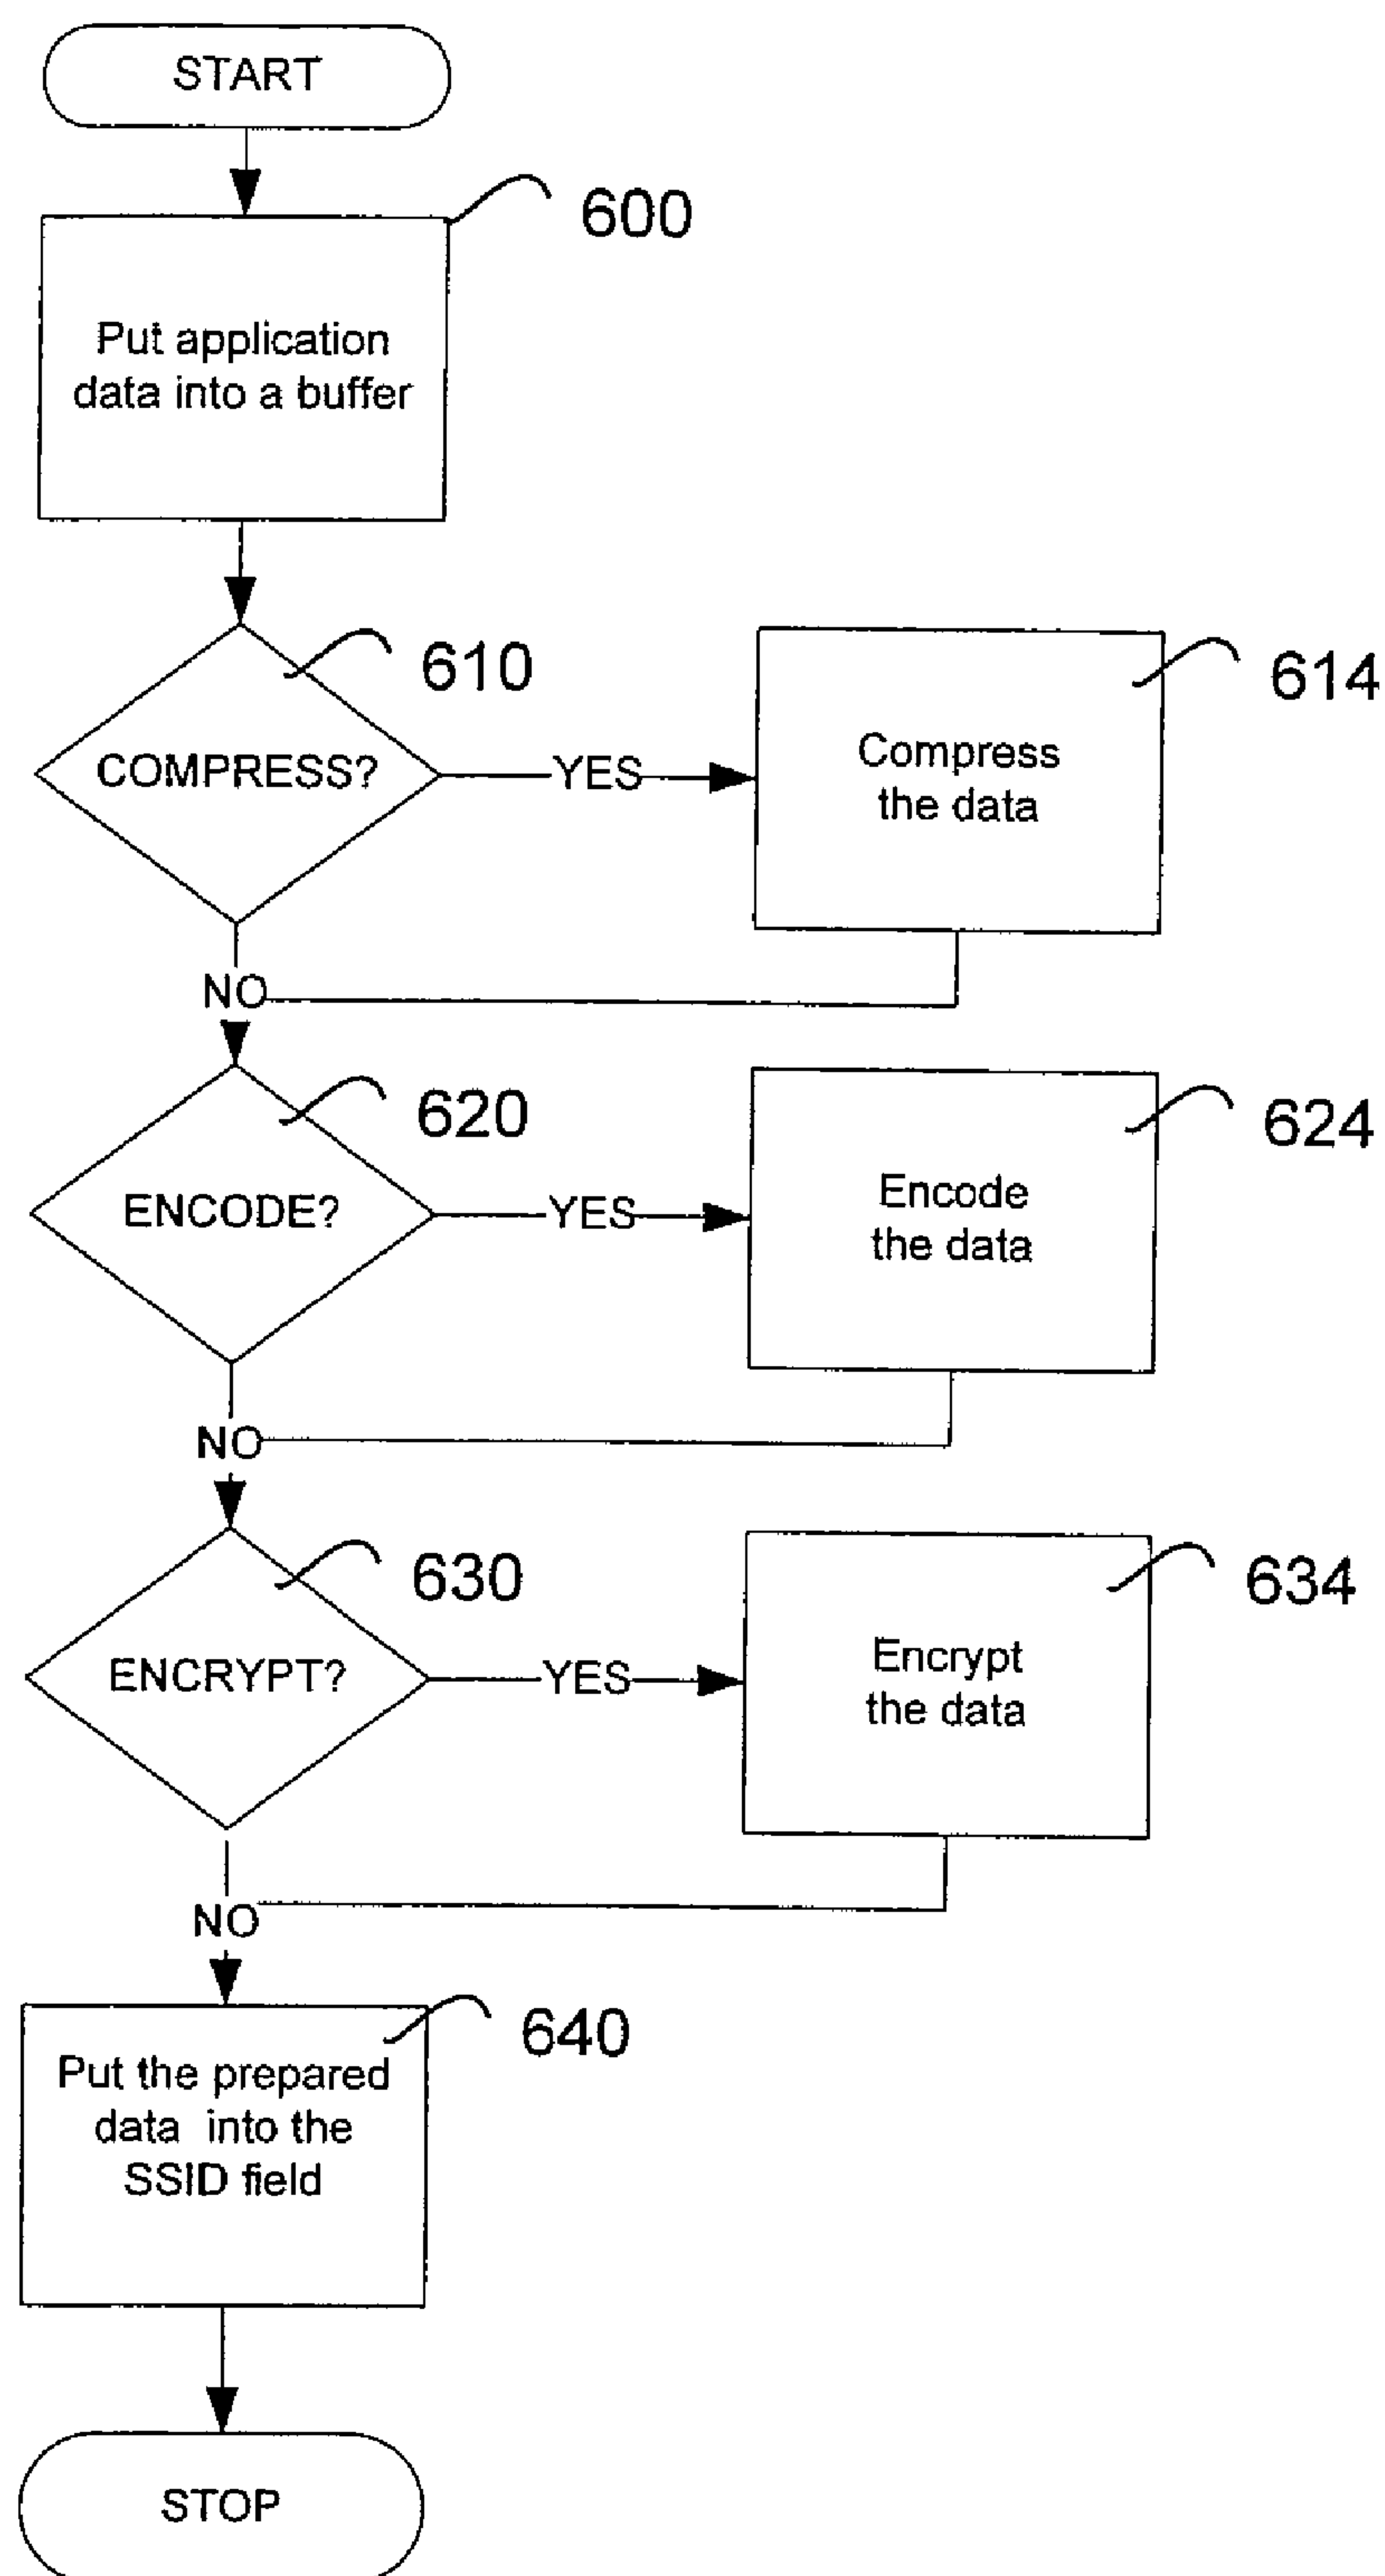 START
600
Put application
data into a buffer
610
COMPRESS?
YES
614
Compress
the data
NO
620
ENCODE?
YES
624
Encode
the data
NO
630
ENCRYPT?
YES
634
Encrypt
the data
NO
640
Put the prepared
data into the
SSID field
STOP